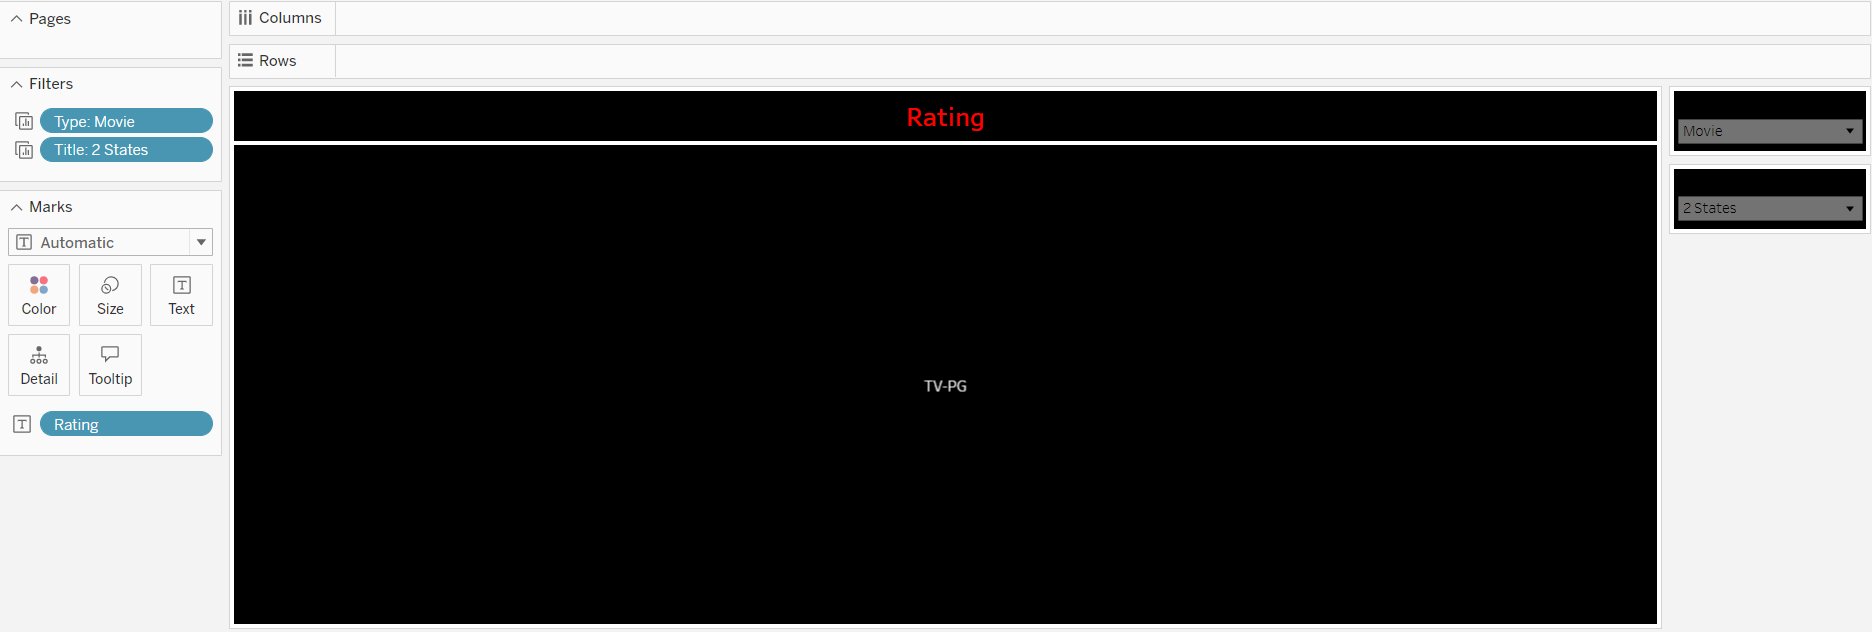 Pages
Columns
Rows
Filters
Type: Movie
Title: 2 States
Marks
Automatic
Color
Size
Text
Detail
Tooltip
Rating
Rating
TV-PG
Movie
2 States